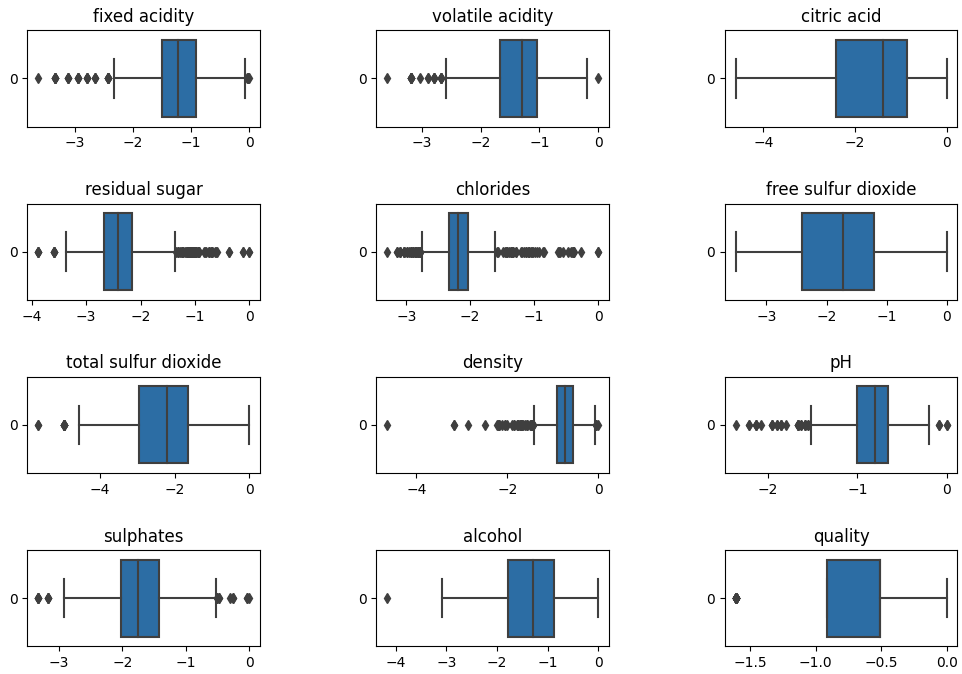 fixed acidity volatile acidity citric acid
0 0 0
−3 −2 −1 0 −3 −2 −1 0 −4 −2 0
residual sugar chlorides free sulfur dioxide
0 0 0
−4 −3 −2 −1 0 −3 −2 −1 0 −3 −2 −1 0
total sulfur dioxide density pH
0 0 0
−4 −2 0 −4 −2 0 −2 −1 0
sulphates alcohol quality
0 0 0
−3 −2 −1 0 −4 −3 −2 −1 0 −1.5 −1.0 −0.5 0.0